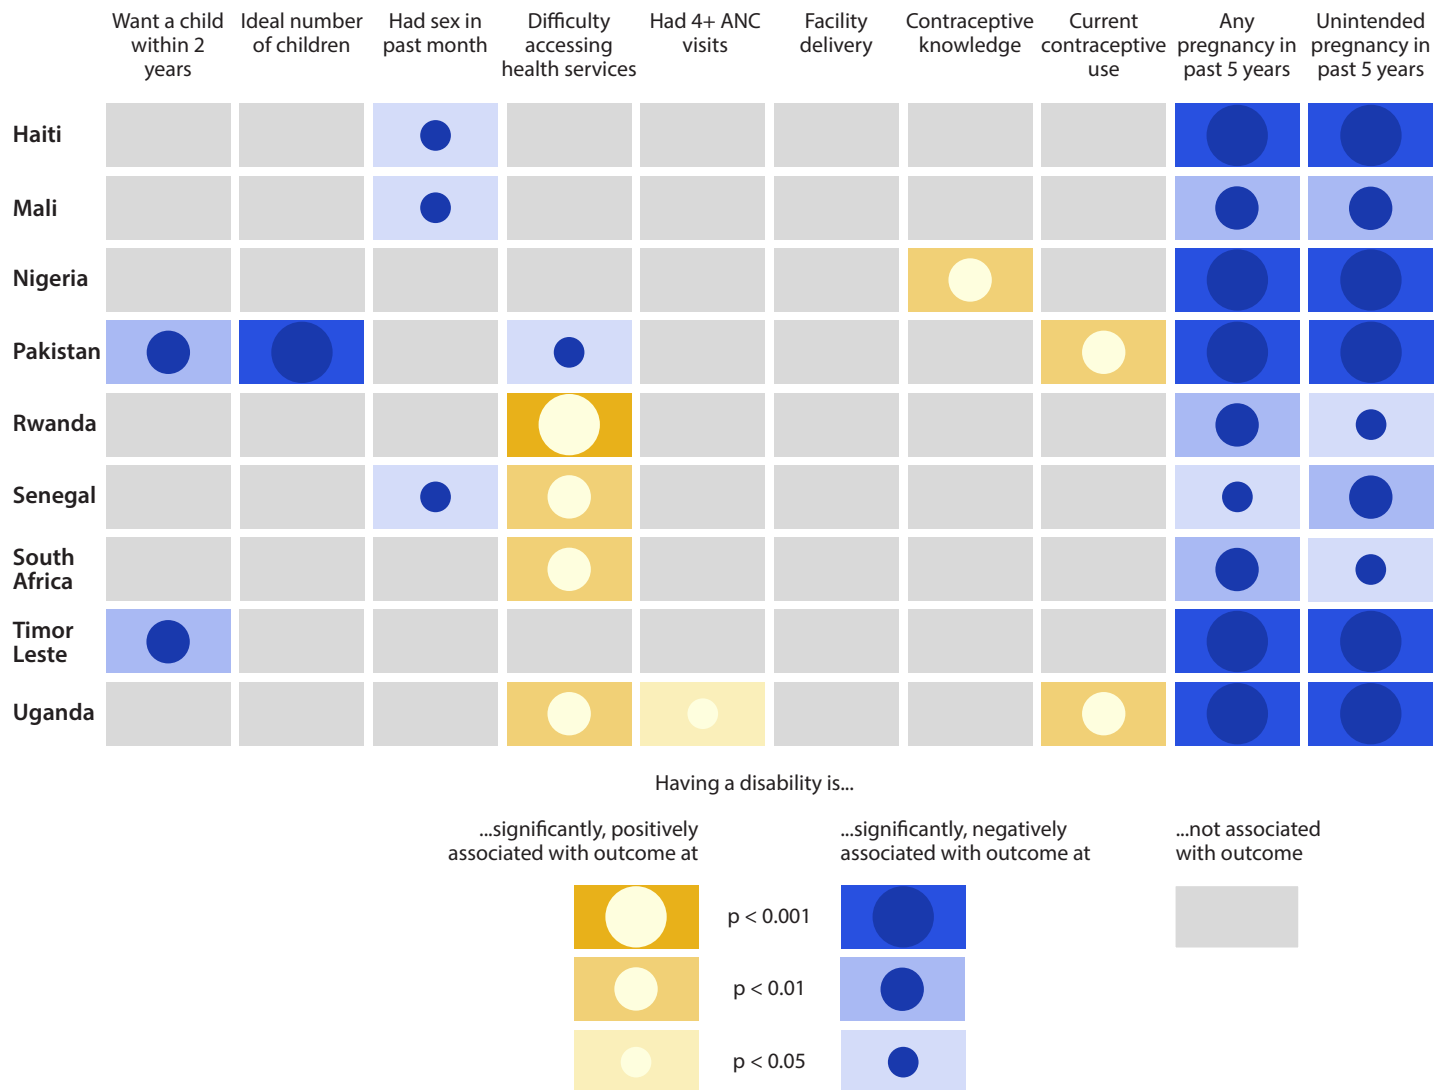 Want a child
within 2
years
Ideal number
of children
Had sex in
past month
Difficulty
accessing
health services
Had 4+ ANC
visits
Facility
delivery
Contraceptive
knowledge
Current
contraceptive
use
Any
pregnancy in
past 5 years
Unintended
pregnancy in
past 5 years
Haiti
Mali
Nigeria
Pakistan
Rwanda
Senegal
South
Africa
Timor
Leste
Uganda
Having a disability is...
...significantly, positively
associated with outcome at
...significantly, negatively
associated with outcome at
...not associated
with outcome
p < 0.001
p < 0.01
p < 0.05